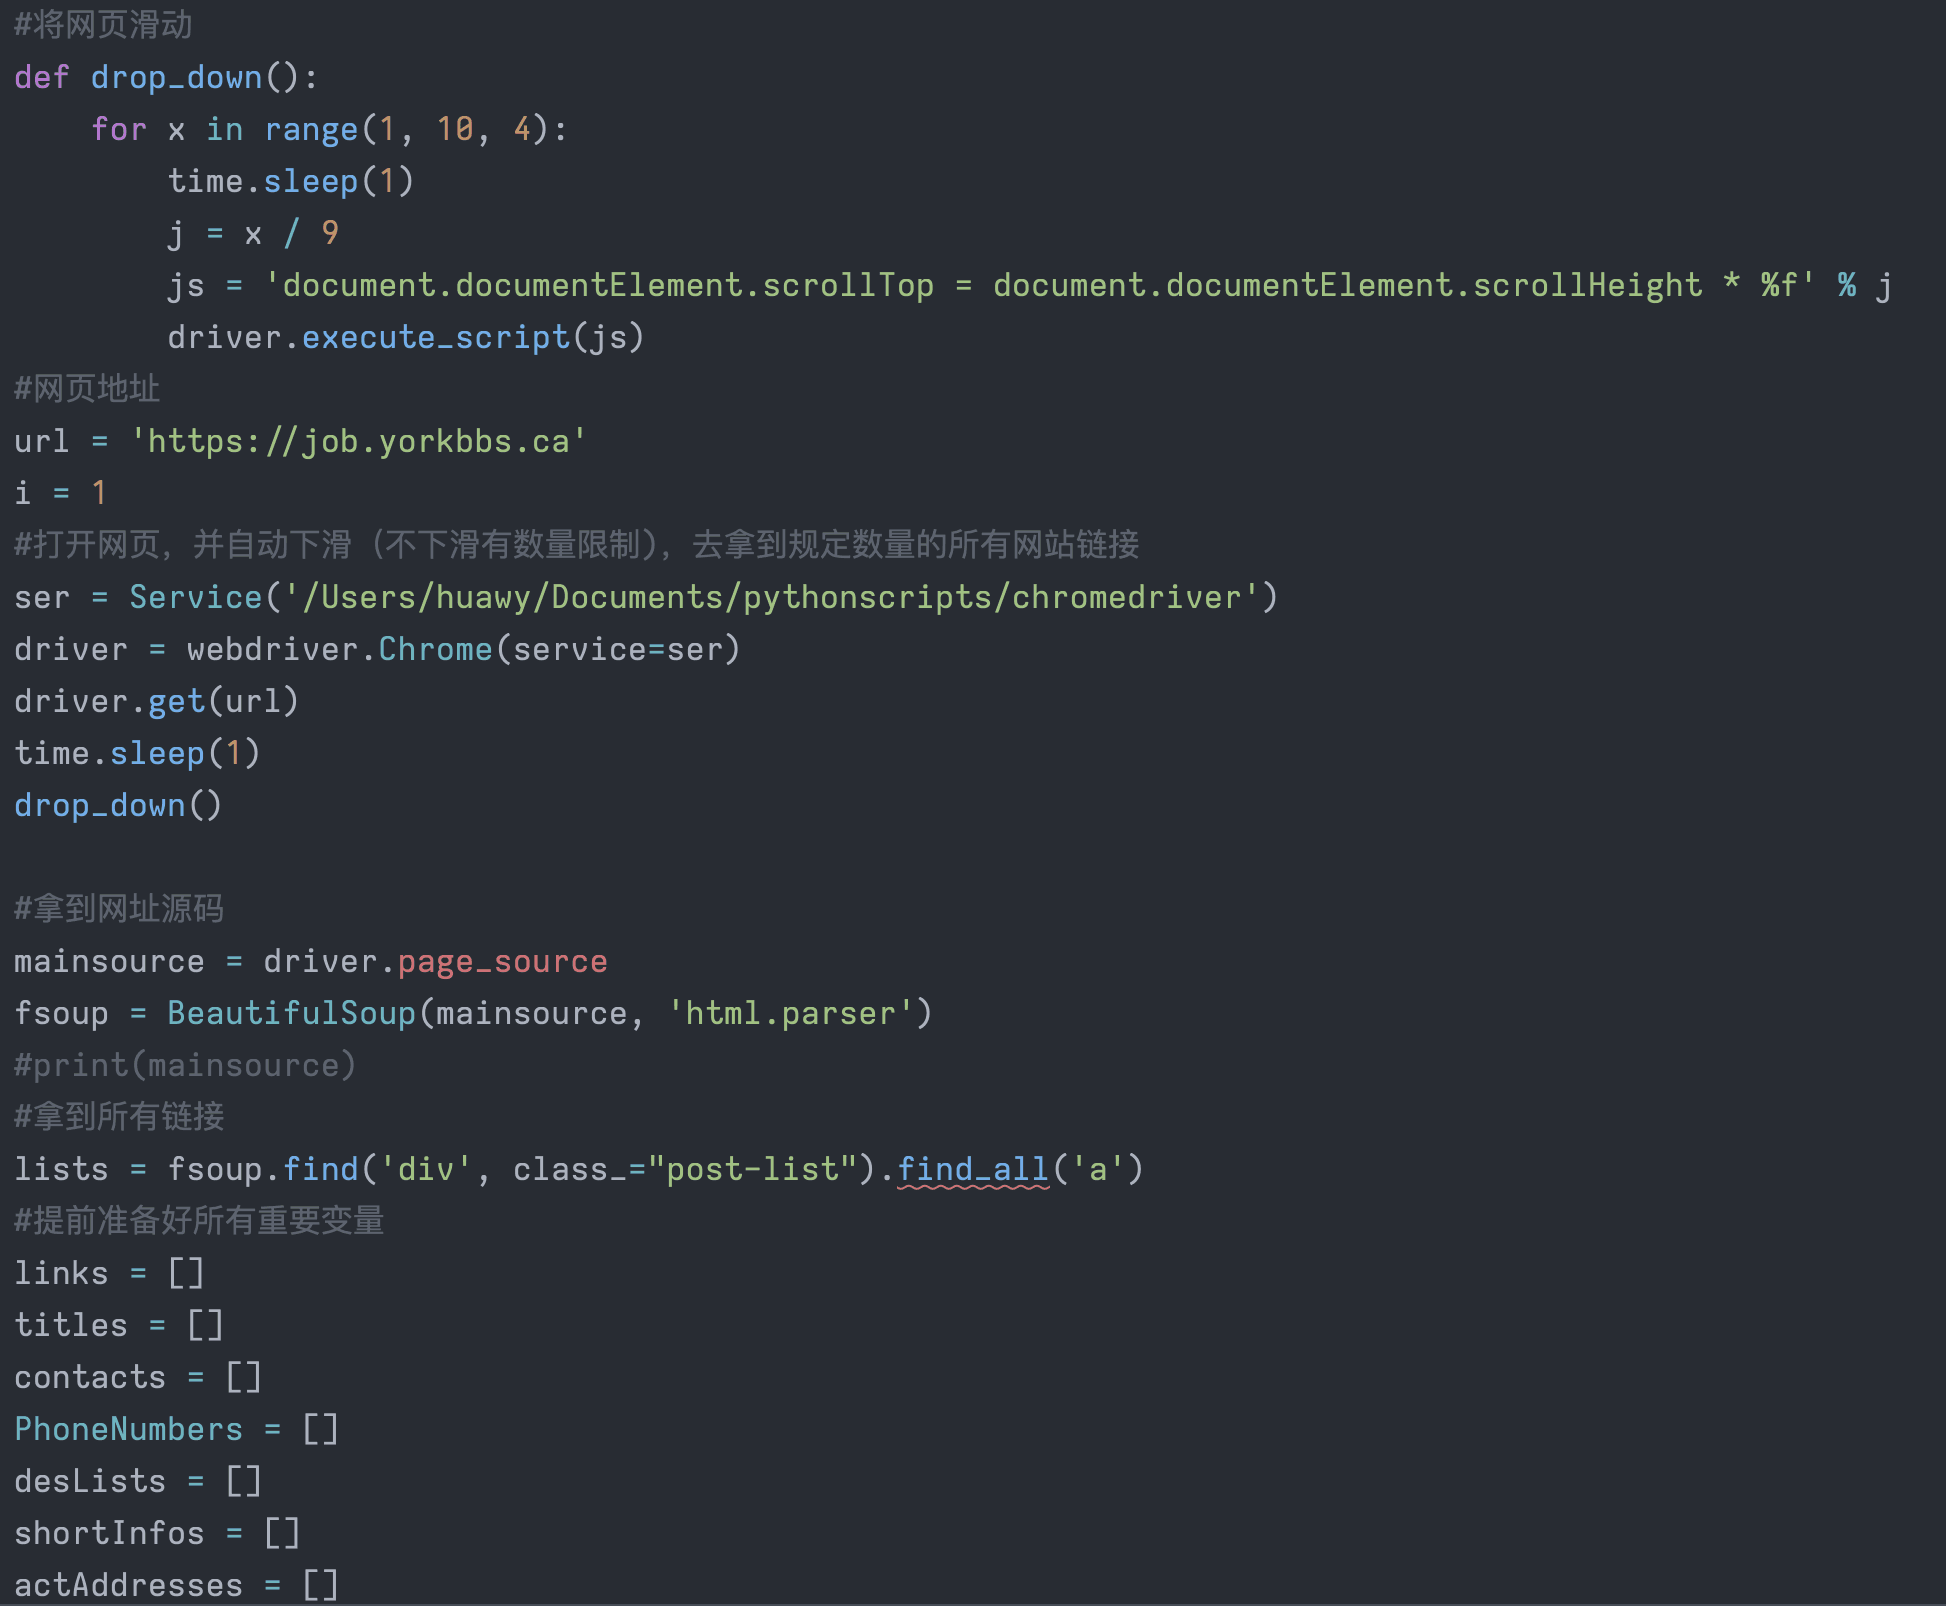 #将网页滑动
def drop_down():
    for x in range(1, 10, 4):
        time.sleep(1)
        j = x / 9
        js = 'document.documentElement.scrollTop = document.documentElement.scrollHeight * %f' % j
        driver.execute_script(js)
#网页地址
url = 'https://job.yorkbbs.ca'
i = 1
#打开网页，并自动下滑（不下滑有数量限制），去拿到规定数量的所有网站链接
ser = Service('/Users/huawy/Documents/pythonscripts/chromedriver')
driver = webdriver.Chrome(service=ser)
driver.get(url)
time.sleep(1)
drop_down()

#拿到网址源码
mainsource = driver.page_source
fsoup = BeautifulSoup(mainsource, 'html.parser')
#print(mainsource)
#拿到所有链接
lists = fsoup.find('div', class_="post-list").find_all('a')
#提前准备好所有重要变量
links = []
titles = []
contacts = []
PhoneNumbers = []
desLists = []
shortInfos = []
actAddresses = []